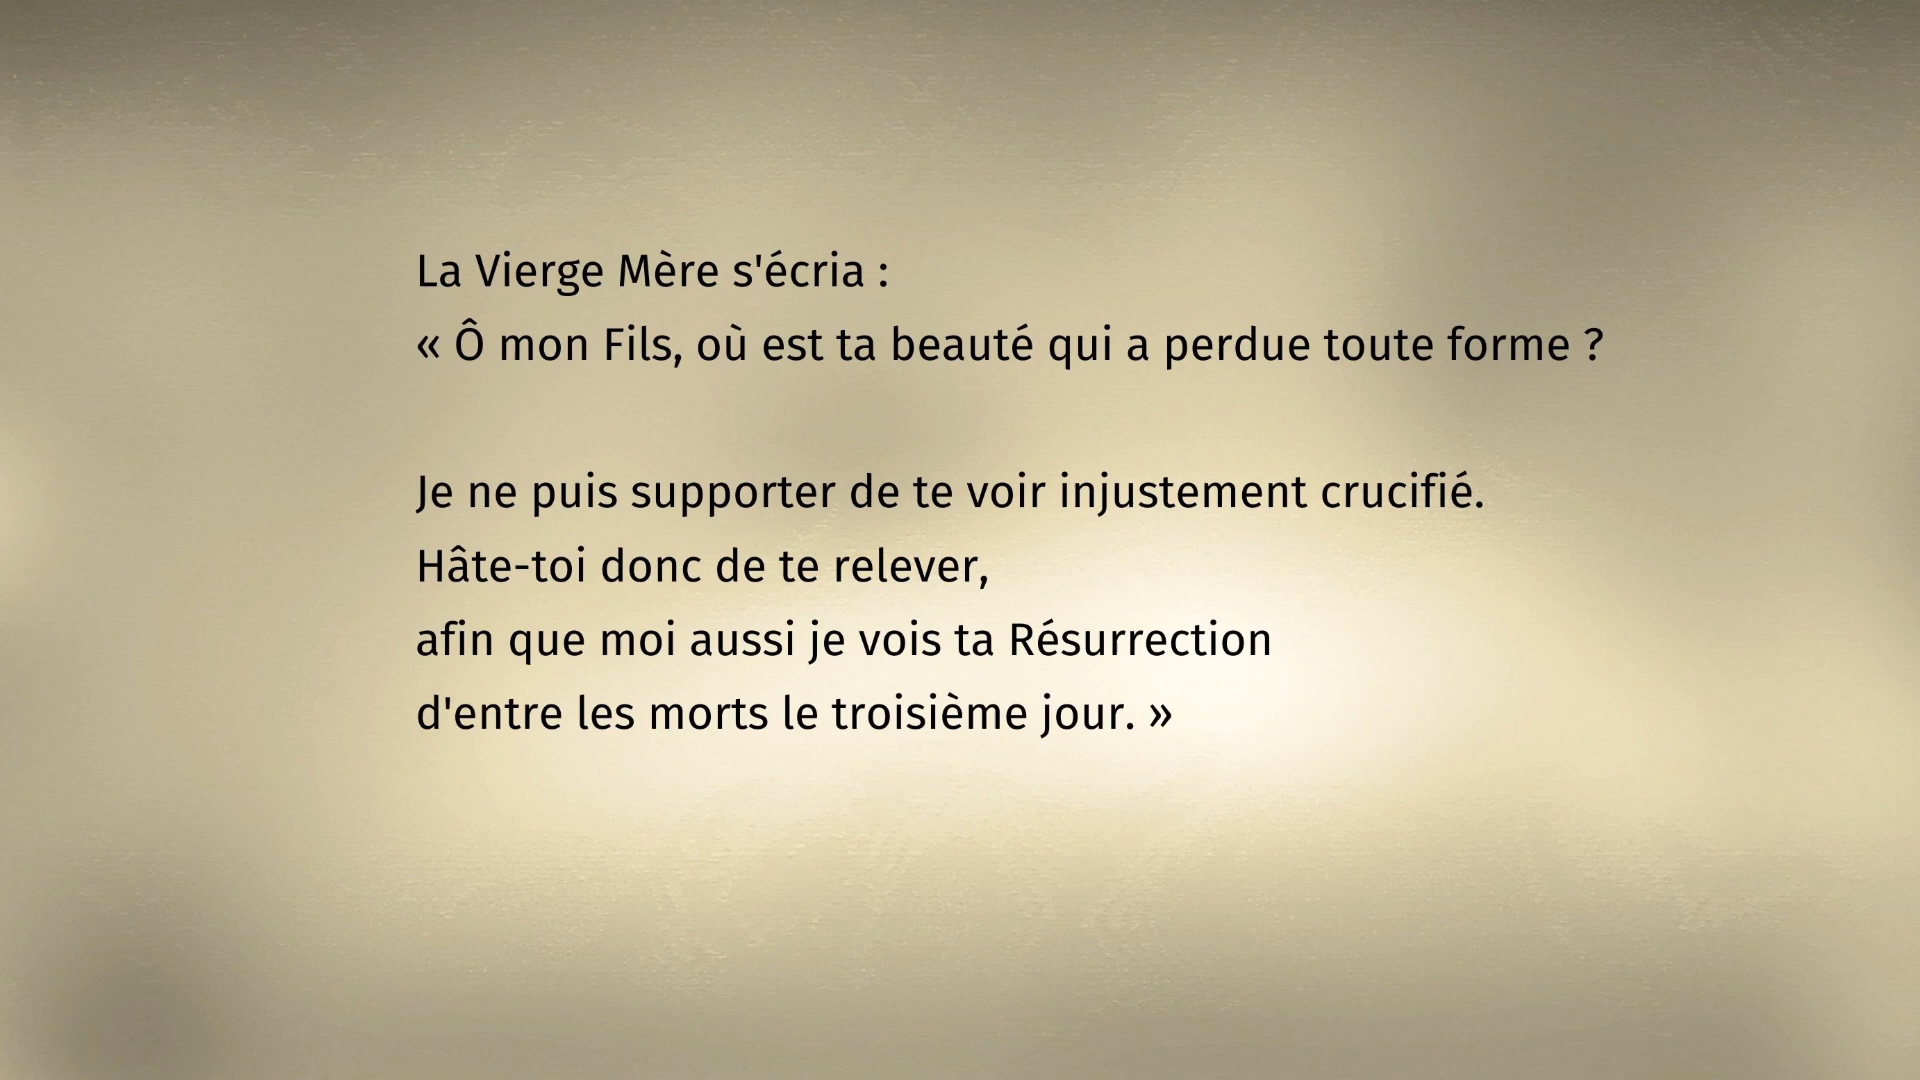 La Vierge Mère s'écria :
« Ô mon Fils, où est ta beauté qui a perdue toute forme ?
Je ne puis supporter de te voir injustement crucifié.
Hâte-toi donc de te relever,
afin que moi aussi je vois ta Résurrection
d'entre les morts le troisième jour. »